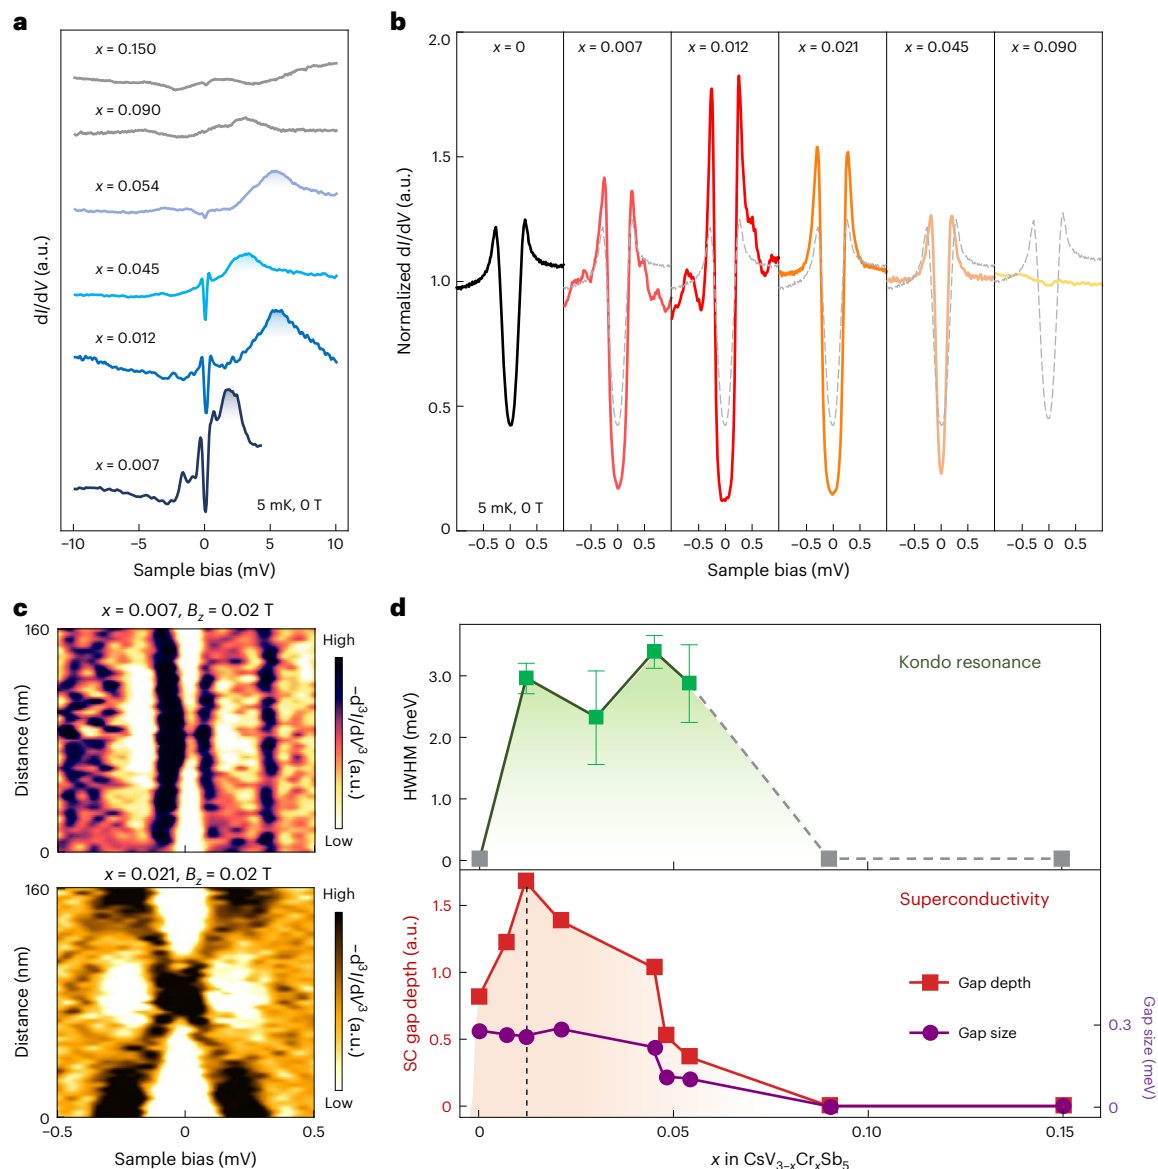 a
x = 0.150
x = 0.090
x = 0.054
x = 0.045
x = 0.012
x = 0.007
5 mK, 0 T
dI/dV (a.u.)
−10 −5 0 5 10
Sample bias (mV)
b
2.0
1.5
1.0
0.5
0
Normalized dI/dV (a.u.)
x = 0 x = 0.007 x = 0.012 x = 0.021 x = 0.045 x = 0.090
5 mK, 0 T
−0.5 0 0.5 −0.5 0 0.5 −0.5 0 0.5 −0.5 0 0.5 −0.5 0 0.5 −0.5 0 0.5
Sample bias (mV)
c
x = 0.007, Bz = 0.02 T
160
0
Distance (nm)
High
Low
−d³I/dV³ (a.u.)
x = 0.021, Bz = 0.02 T
160
0
Distance (nm)
High
Low
−d³I/dV³ (a.u.)
−0.5 0 0.5
Sample bias (mV)
d
Kondo resonance
3.0
2.0
1.0
0
HWHM (meV)
Superconductivity
1.5
1.0
0.5
0
SC gap depth (a.u.)
Gap depth
Gap size
0.3
0
Gap size (meV)
0 0.05 0.10 0.15
x in CsV3−xCrxSb5